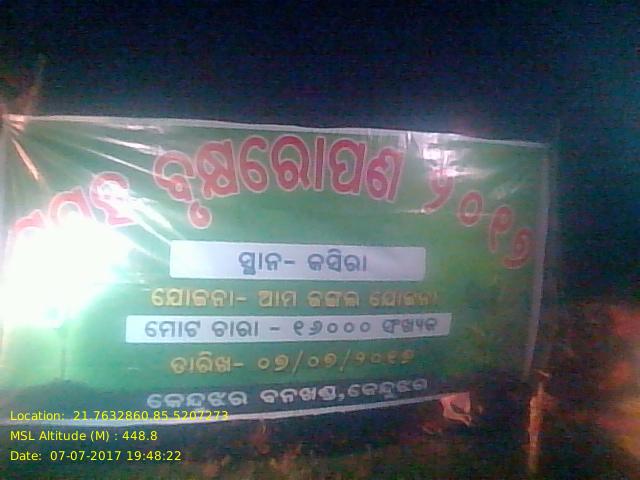 ବୃକ୍ଷରୋପଣ ୨୦୧୭
ସ୍ଥାନ- କସିରା
ଯୋଜନା- ଆମ ଜଙ୍ଗଲ ଯୋଜନା
ମୋଟ ଚାରା - ୧୬୦୦୦ ସଂଖ୍ୟକ
ତାରିଖ- ୦୭/୦୭/୨୦୧୭
କେନ୍ଦୁଝର ବନଖଣ୍ଡ,କେନ୍ଦୁଝର
Location: 21.7632860,85.5207273
MSL Altitude (M) : 448.8
Date: 07-07-2017 19:48:22